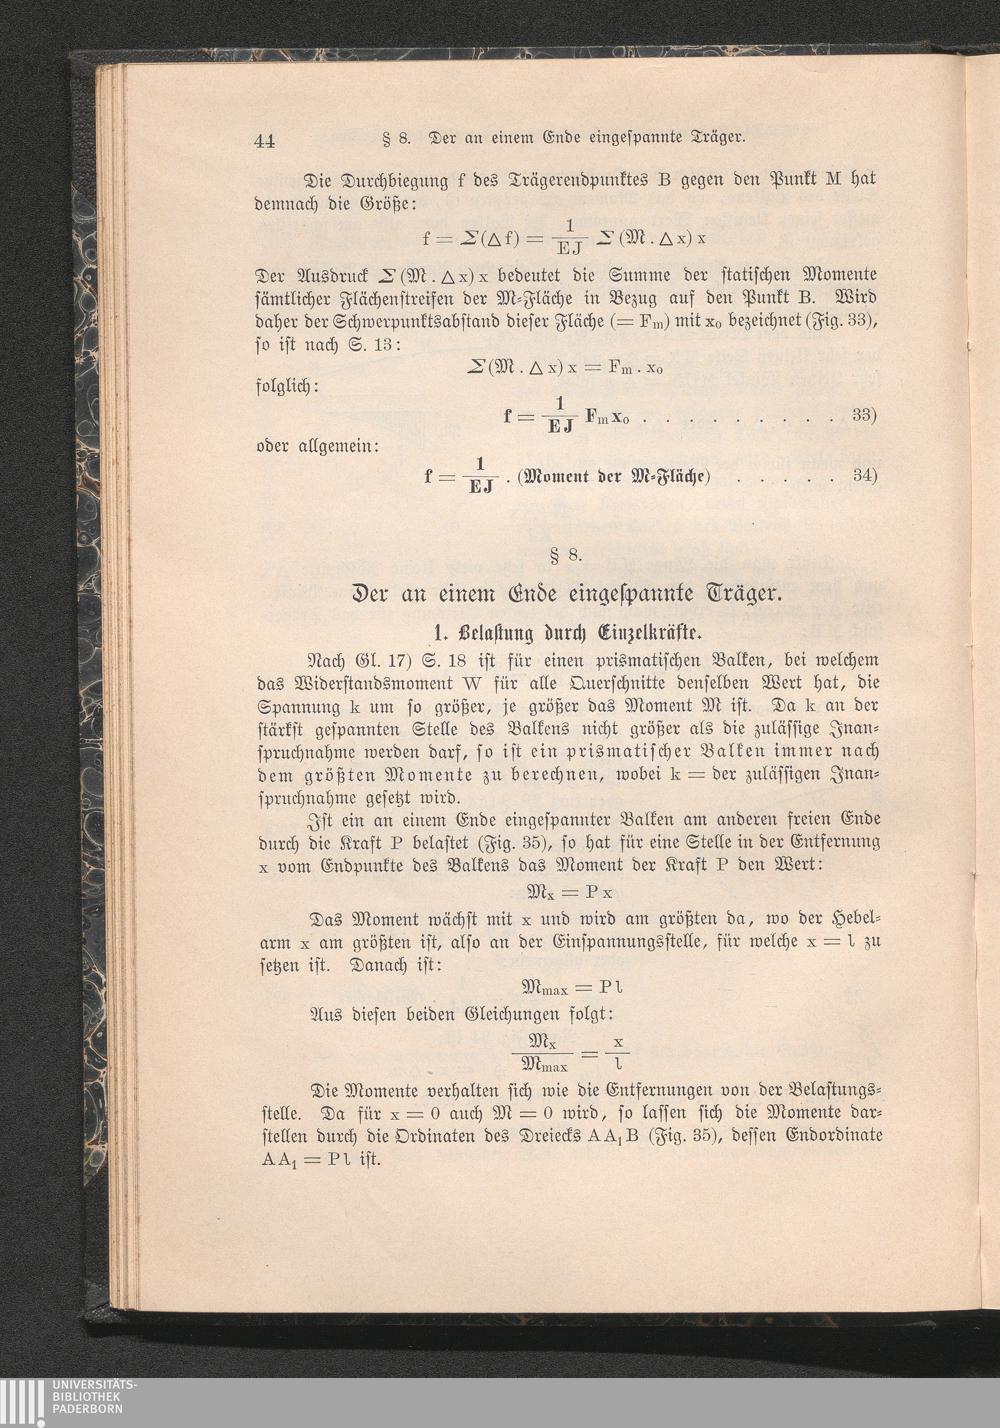 44 § 8. Der an einem Ende eingespannte Träger.
Die Durchbiegung f des Trägerendpunktes B gegen den Punkt M hat
demnach die Größe:
f = Σ(△f) = 1/EJ Σ(M . △x) x
Der Ausdruck Σ(M . △x) x bedeutet die Summe der statischen Momente
sämtlicher Flächenstreifen der M-Fläche in Bezug auf den Punkt B. Wird
daher der Schwerpunktsabstand dieser Fläche (= Fₘ) mit x₀ bezeichnet (Fig. 33),
so ist nach S. 13:
Σ(M . △x) x = Fₘ . x₀
folglich:
f = 1/EJ Fₘ x₀ . . . . . . . . . 33)
oder allgemein:
f = 1/EJ . (Moment der M-Fläche) . . . . . 34)
§ 8.
Der an einem Ende eingespannte Träger.
1. Belastung durch Einzelkräfte.
Nach Gl. 17) S. 18 ist für einen prismatischen Balken, bei welchem
das Widerstandsmoment W für alle Querschnitte denselben Wert hat, die
Spannung k um so größer, je größer das Moment M ist. Da k an der
stärkst gespannten Stelle des Balkens nicht größer als die zulässige Inan-
spruchnahme werden darf, so ist ein prismatischer Balken immer nach
dem größten Momente zu berechnen, wobei k = der zulässigen Inan-
spruchnahme gesetzt wird.
Ist ein an einem Ende eingespannter Balken am anderen freien Ende
durch die Kraft P belastet (Fig. 35), so hat für eine Stelle in der Entfernung
x vom Endpunkte des Balkens das Moment der Kraft P den Wert:
Mₓ = P x
Das Moment wächst mit x und wird am größten da, wo der Hebel-
arm x am größten ist, also an der Einspannungsstelle, für welche x = l zu
setzen ist. Danach ist:
Mmax = P l
Aus diesen beiden Gleichungen folgt:
Mₓ/Mmax = x/l
Die Momente verhalten sich wie die Entfernungen von der Belastungs-
stelle. Da für x = 0 auch M = 0 wird, so lassen sich die Momente dar-
stellen durch die Ordinaten des Dreiecks AA₁B (Fig. 35), dessen Endordinate
AA₁ = P l ist.
UNIVERSITÄTS-
BIBLIOTHEK
PADERBORN